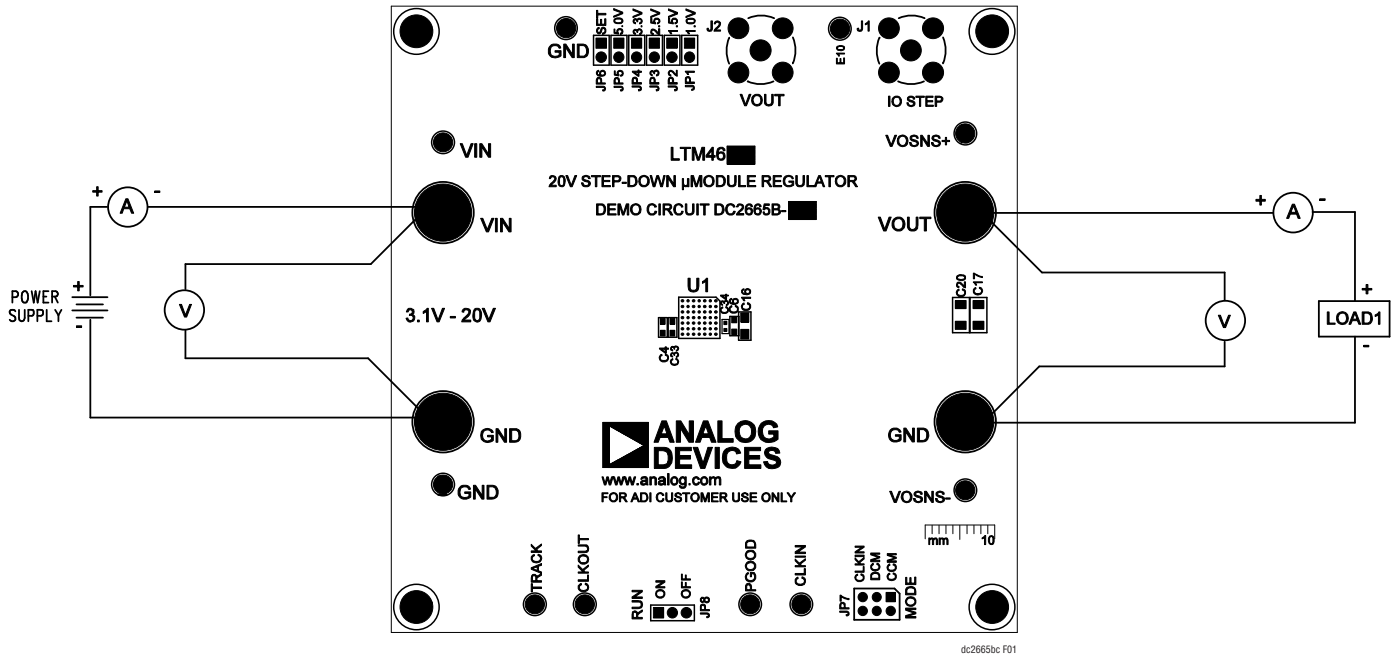 GND
SET
5.0V
3.3V
2.5V
1.5V
1.0V
JP6
JP5
JP4
JP3
JP2
JP1
J2
VOUT
E10
J1
IO STEP
VIN
VOSNS+
LTM46
20V STEP-DOWN µMODULE REGULATOR
DEMO CIRCUIT DC2665B-
+ A -
VIN
VOUT
+ A -
POWER
SUPPLY
+
-
V
3.1V - 20V
U1
C4
C33
C34
C6
C16
C20
C17
V
+
LOAD1
-
GND
GND
ANALOG
DEVICES
www.analog.com
FOR ADI CUSTOMER USE ONLY
GND
VOSNS-
mm 10
TRACK
CLKOUT
RUN
ON
OFF
JP8
PGOOD
CLKIN
JP7
CLKIN
DCM
CCM
MODE
dc2665bc F01